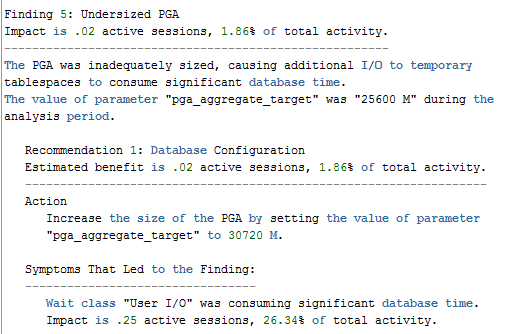 Finding 5: Undersized PGA
Impact is .02 active sessions, 1.86% of total activity.
-------------------------------------------------------
The PGA was inadequately sized, causing additional I/O to temporary
tablespaces to consume significant database time.
The value of parameter "pga_aggregate_target" was "25600 M" during the
analysis period.
Recommendation 1: Database Configuration
Estimated benefit is .02 active sessions, 1.86% of total activity.
------------------------------------------------------------------
Action
Increase the size of the PGA by setting the value of parameter
"pga_aggregate_target" to 30720 M.
Symptoms That Led to the Finding:
---------------------------------
Wait class "User I/O" was consuming significant database time.
Impact is .25 active sessions, 26.34% of total activity.